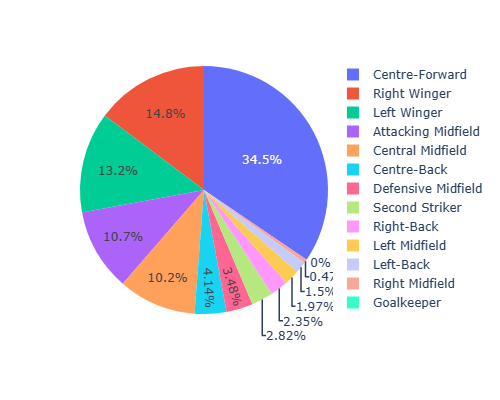 34.5%
14.8%
13.2%
10.7%
10.2%
4.14%
3.48%
2.82%
2.35%
1.97%
1.5%
0.47
0%
Centre-Forward
Right Winger
Left Winger
Attacking Midfield
Central Midfield
Centre-Back
Defensive Midfield
Second Striker
Right-Back
Left Midfield
Left-Back
Right Midfield
Goalkeeper